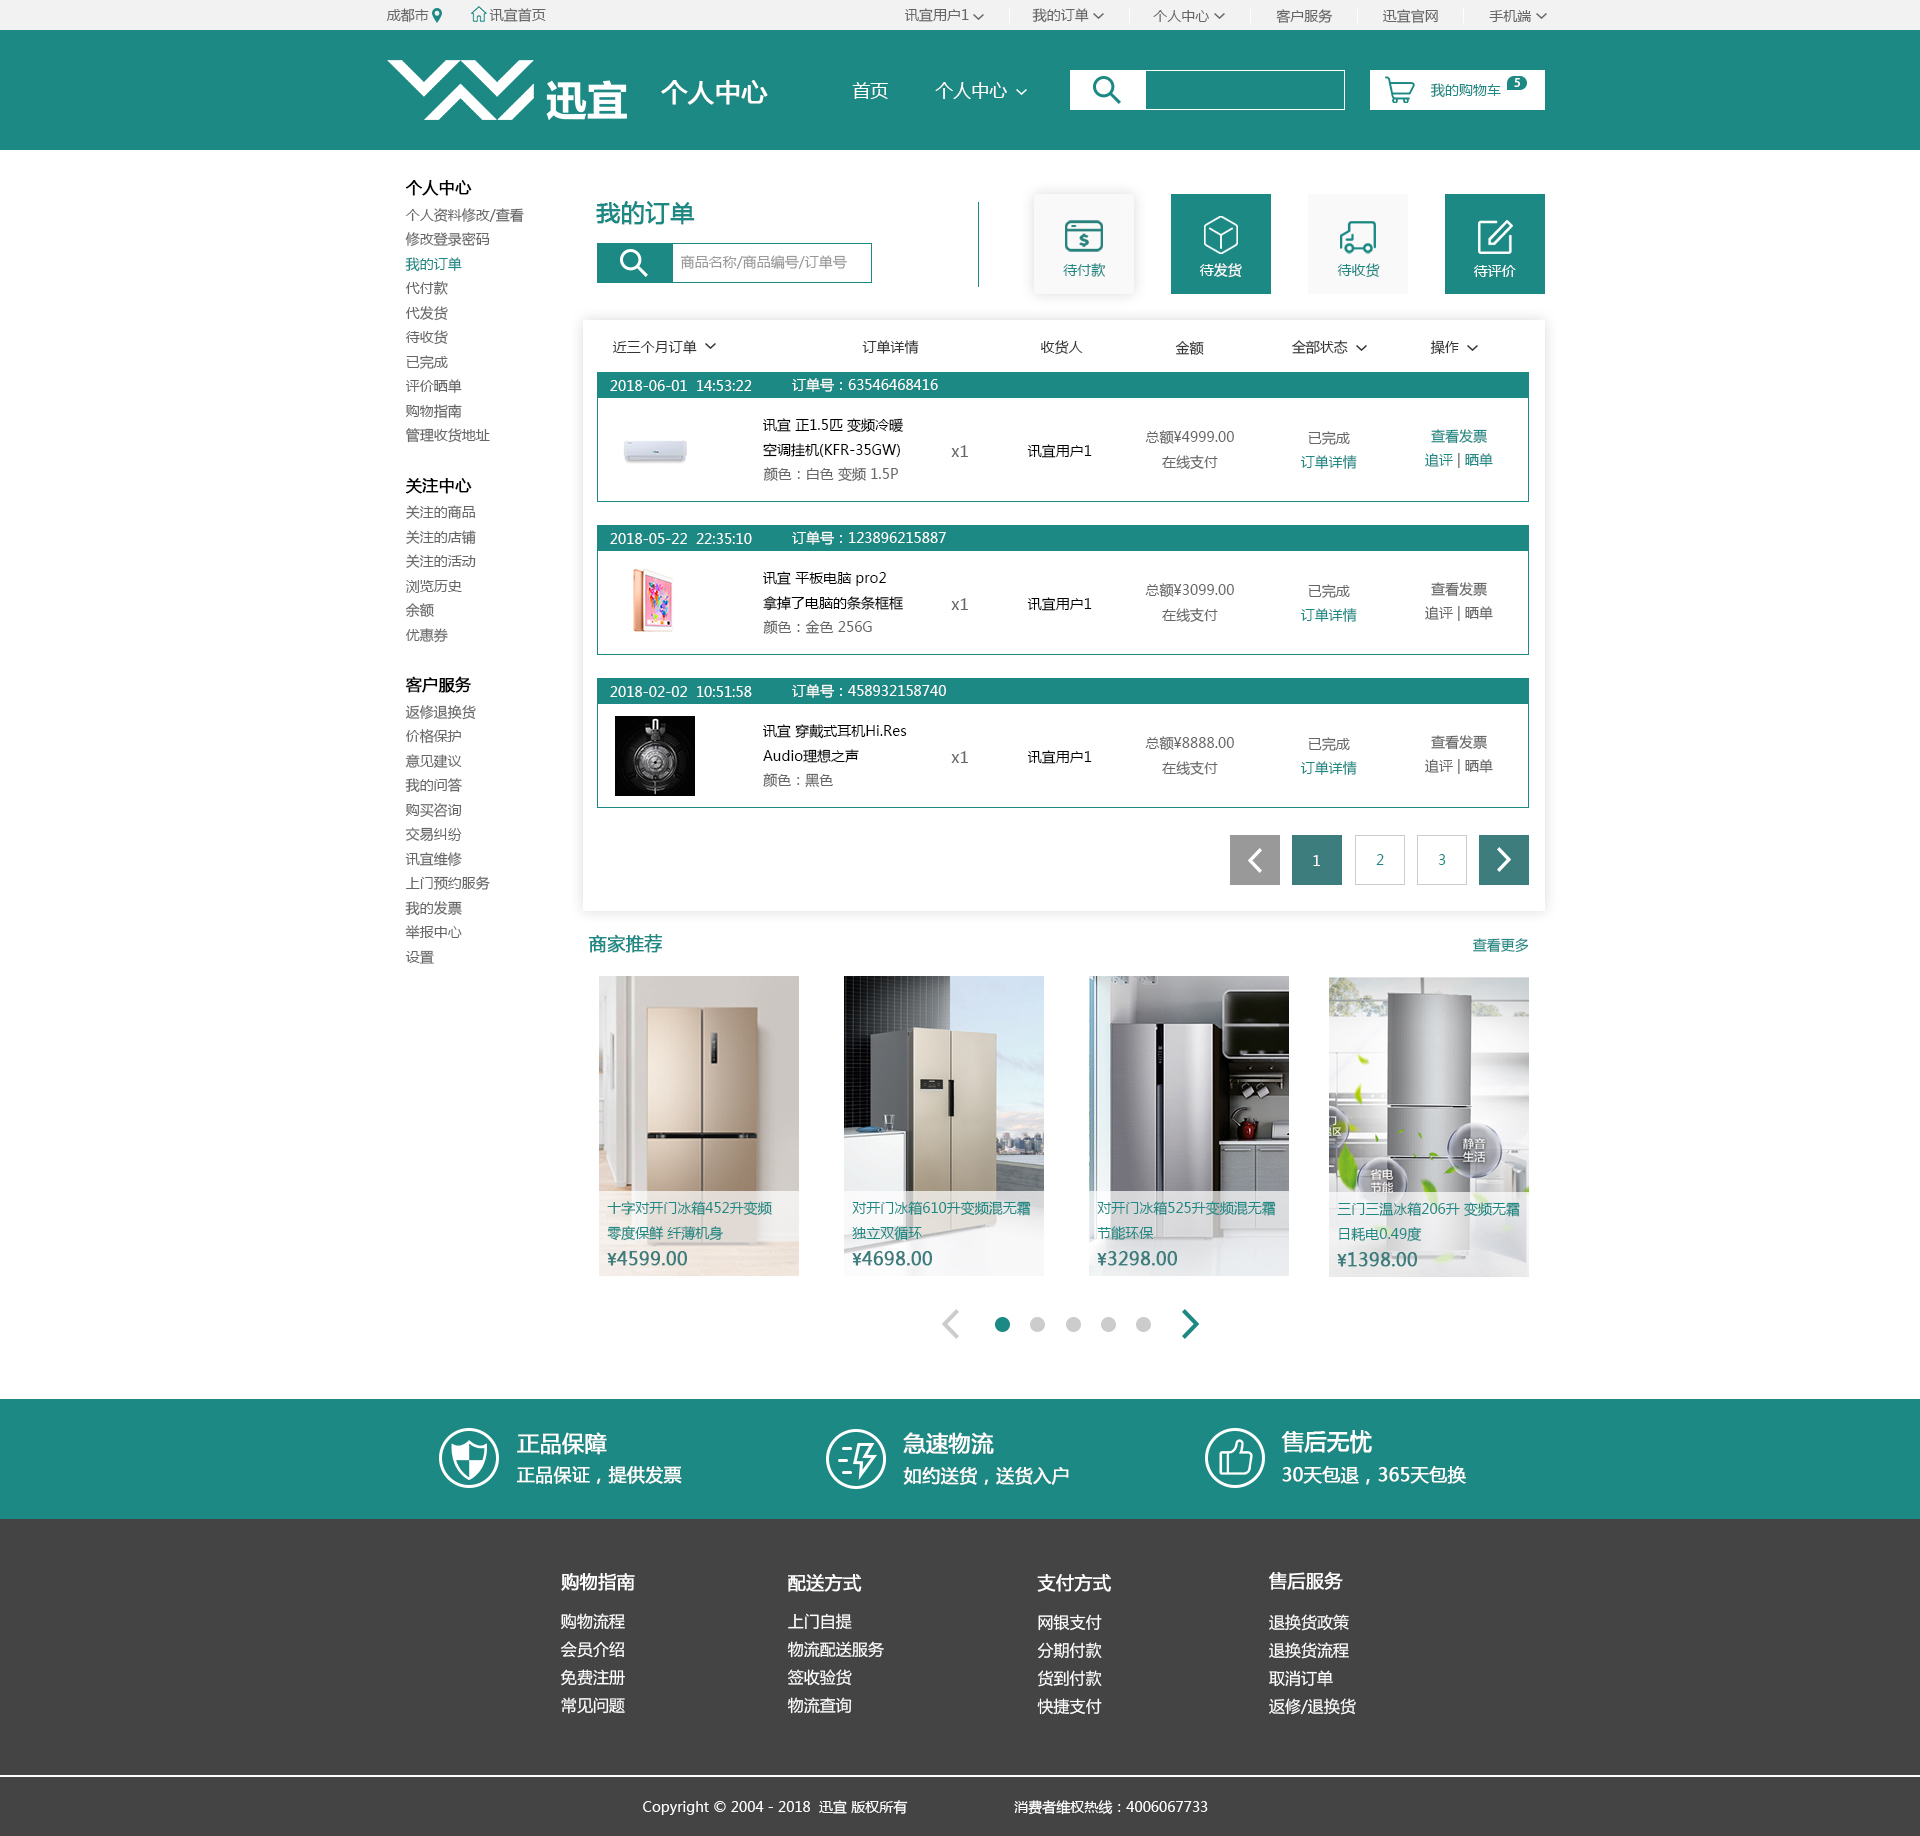 成都市 讯宜首页 讯宜用户1 我的订单 个人中心 客户服务 讯宜官网 手机端
迅宜 个人中心 首页 个人中心 我的购物车 5
个人中心
个人资料修改/查看
修改登录密码
我的订单
代付款
代发货
待收货
已完成
评价晒单
购物指南
管理收货地址
关注中心
关注的商品
关注的店铺
关注的活动
浏览历史
余额
优惠券
客户服务
返修退换货
价格保护
意见建议
我的问答
购买咨询
交易纠纷
讯宜维修
上门预约服务
我的发票
举报中心
设置
我的订单
商品名称/商品编号/订单号
待付款 待发货 待收货 待评价
近三个月订单 订单详情 收货人 金额 全部状态 操作
2018-06-01 14:53:22 订单号：63546468416
讯宜 正1.5匹 变频冷暖
空调挂机(KFR-35GW)
颜色：白色 变频 1.5P
x1
讯宜用户1
总额¥4999.00
在线支付
已完成
订单详情
查看发票
追评 | 晒单
2018-05-22 22:35:10 订单号：123896215887
讯宜 平板电脑 pro2
拿掉了电脑的条条框框
颜色：金色 256G
x1
讯宜用户1
总额¥3099.00
在线支付
已完成
订单详情
查看发票
追评 | 晒单
2018-02-02 10:51:58 订单号：458932158740
讯宜 穿戴式耳机Hi.Res
Audio理想之声
颜色：黑色
x1
讯宜用户1
总额¥8888.00
在线支付
已完成
订单详情
查看发票
追评 | 晒单
1 2 3
商家推荐 查看更多
十字对开门冰箱452升变频
零度保鲜 纤薄机身
¥4599.00
对开门冰箱610升变频混无霜
独立双循环
¥4698.00
对开门冰箱525升变频混无霜
节能环保
¥3298.00
静音
生活
省电
节能
三门三温冰箱206升 变频无霜
日耗电0.49度
¥1398.00
正品保障
正品保证，提供发票
急速物流
如约送货，送货入户
售后无忧
30天包退，365天包换
购物指南
购物流程
会员介绍
免费注册
常见问题
配送方式
上门自提
物流配送服务
签收验货
物流查询
支付方式
网银支付
分期付款
货到付款
快捷支付
售后服务
退换货政策
退换货流程
取消订单
返修/退换货
Copyright © 2004 - 2018 迅宜 版权所有 消费者维权热线：4006067733